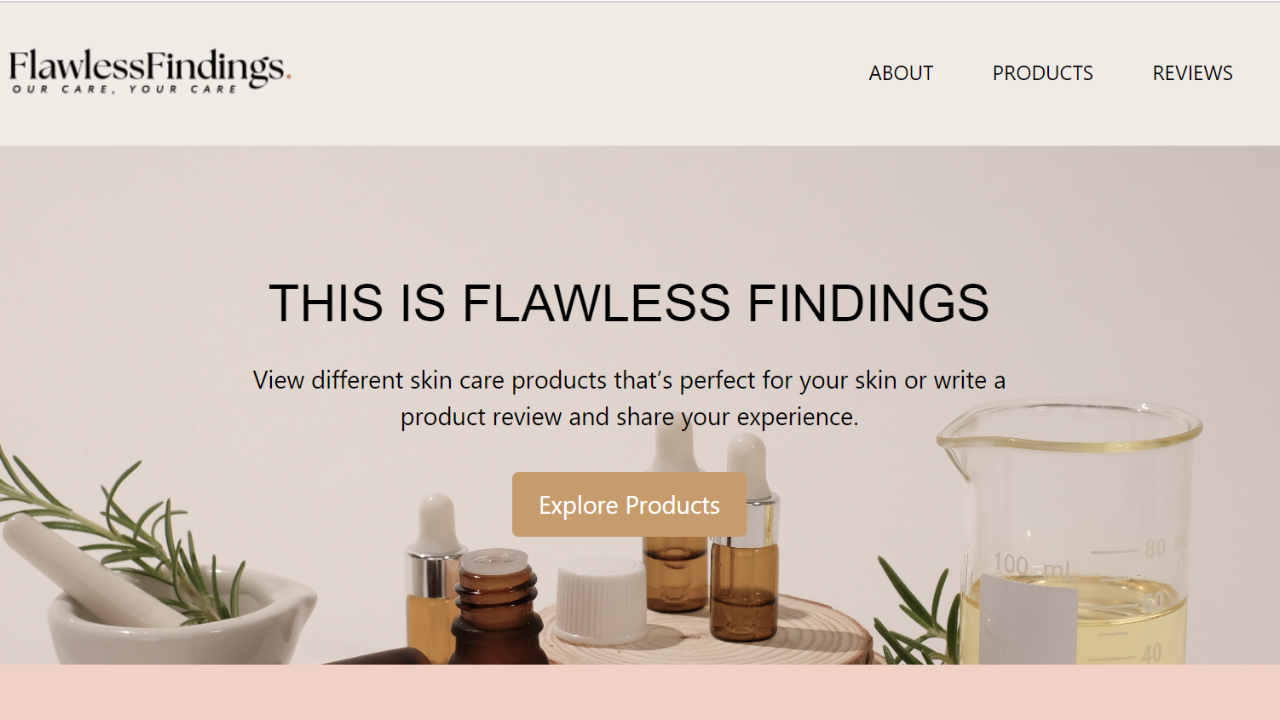 FlawlessFindings.
OUR CARE, YOUR CARE
ABOUT PRODUCTS REVIEWS
THIS IS FLAWLESS FINDINGS
View different skin care products that’s perfect for your skin or write a
product review and share your experience.
Explore Products
80
100 ml
40